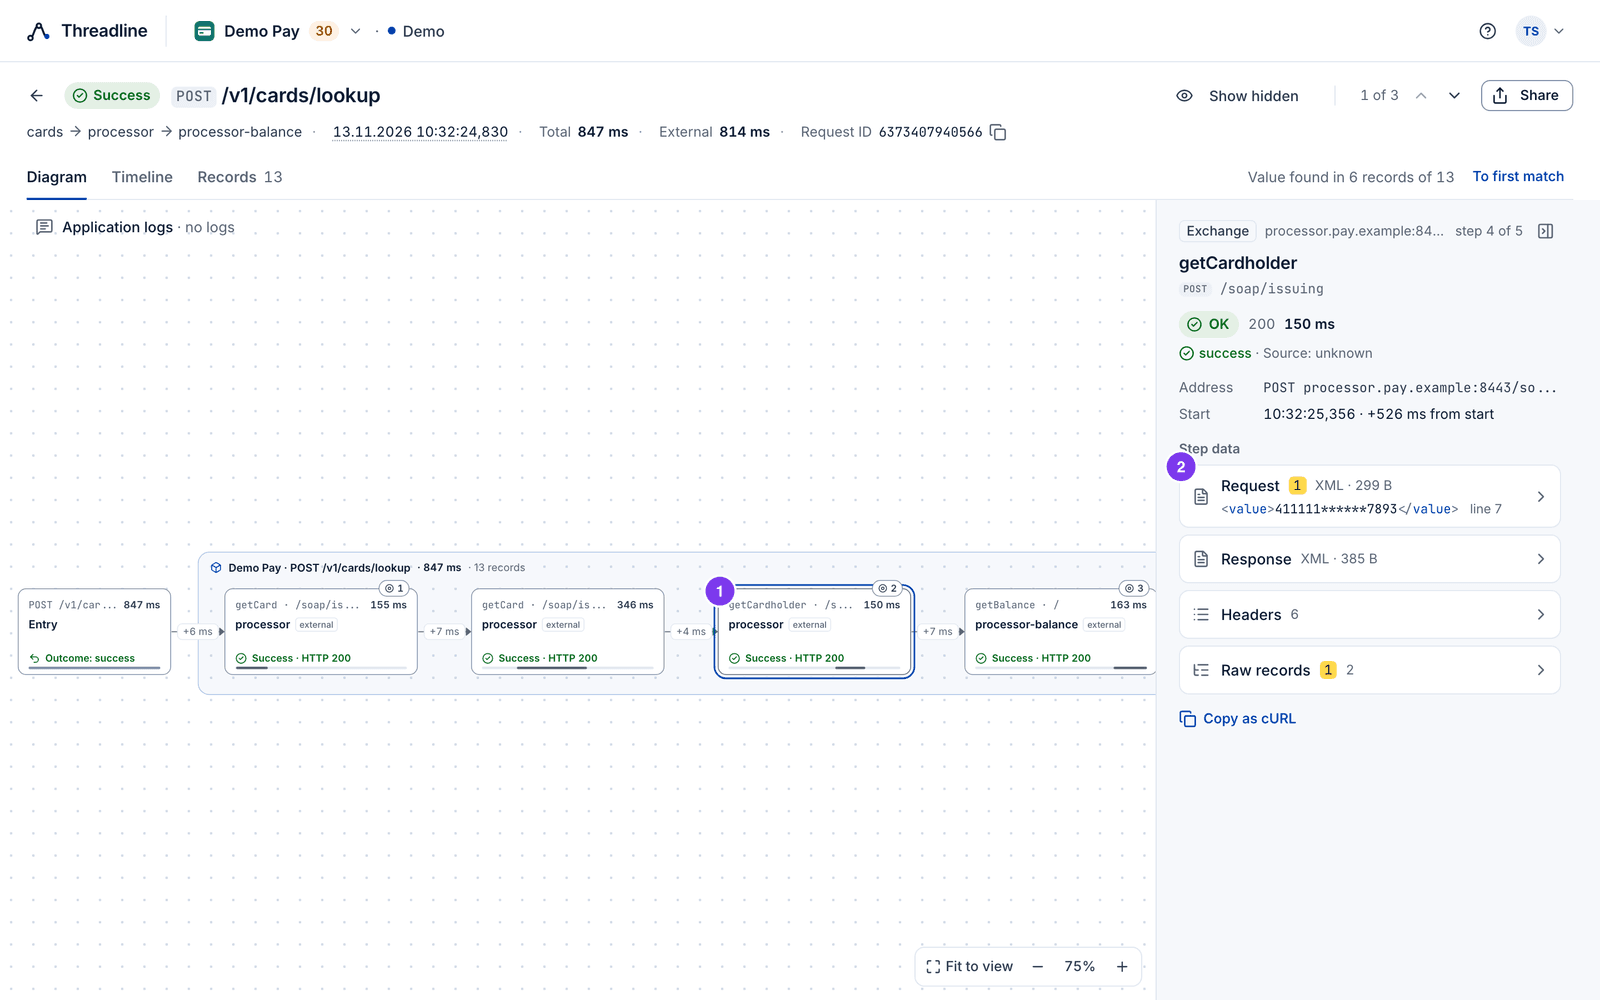 Threadline
Demo Pay 30 · Demo
TS
Success POST /v1/cards/lookup
Show hidden 1 of 3 Share
cards → processor → processor-balance · 13.11.2026 10:32:24,830 · Total 847 ms · External 814 ms · Request ID 6373407940566
Diagram Timeline Records 13
Value found in 6 records of 13 To first match
Application logs · no logs
Demo Pay · POST /v1/cards/lookup · 847 ms · 13 records
POST /v1/car... 847 ms
Entry
Outcome: success
+6 ms
1
getCard · /soap/is... 155 ms
processor external
Success · HTTP 200
+7 ms
getCard · /soap/is... 346 ms
processor external
Success · HTTP 200
+4 ms
1
2
getCardholder · /s... 150 ms
processor external
Success · HTTP 200
+7 ms
3
getBalance · / 163 ms
processor-balance external
Success · HTTP 200
Fit to view − 75% +
Exchange processor.pay.example:84... step 4 of 5
getCardholder
POST /soap/issuing
OK 200 150 ms
success · Source: unknown
Address POST processor.pay.example:8443/so...
Start 10:32:25,356 · +526 ms from start
Step data
2
Request 1 XML · 299 B
<value>411111******7893</value> line 7
Response XML · 385 B
Headers 6
Raw records 1 2
Copy as cURL